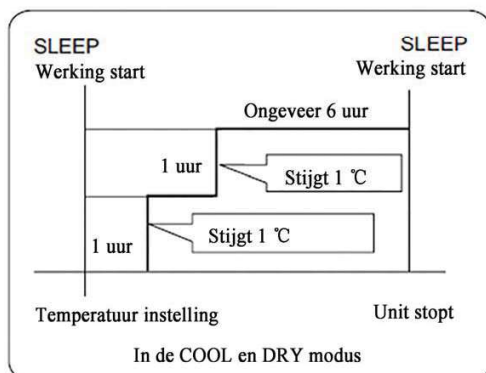 SLEEP
SLEEP
Werking start
Werking start
Ongeveer 6 uur
1 uur
Stijgt 1 ℃
1 uur
Stijgt 1 ℃
Temperatuur instelling
Unit stopt
In de COOL en DRY modus